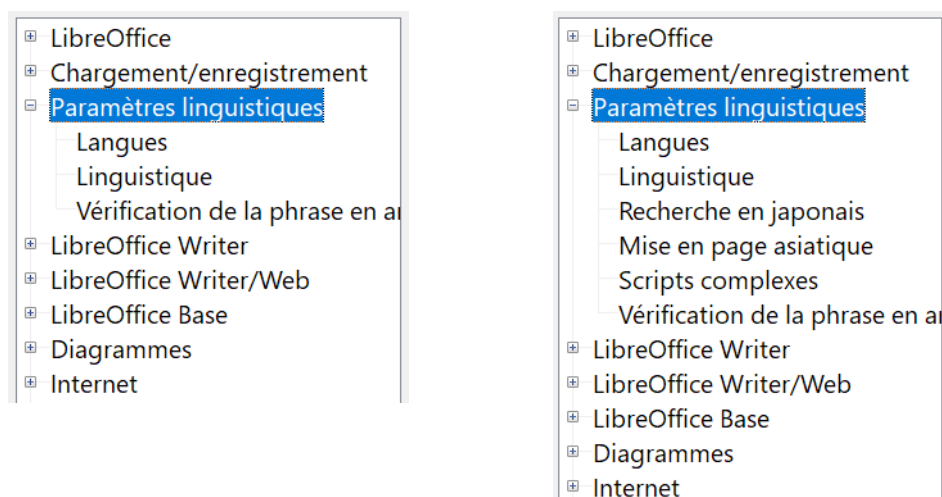 LibreOffice
Chargement/enregistrement
Paramètres linguistiques
Langues
Linguistique
Vérification de la phrase en
LibreOffice Writer
LibreOffice Writer/Web
LibreOffice Base
Diagrammes
Internet
LibreOffice
Chargement/enregistrement
Paramètres linguistiques
Langues
Linguistique
Recherche en japonais
Mise en page asiatique
Scripts complexes
Vérification de la phrase en
LibreOffice Writer
LibreOffice Writer/Web
LibreOffice Base
Diagrammes
Internet